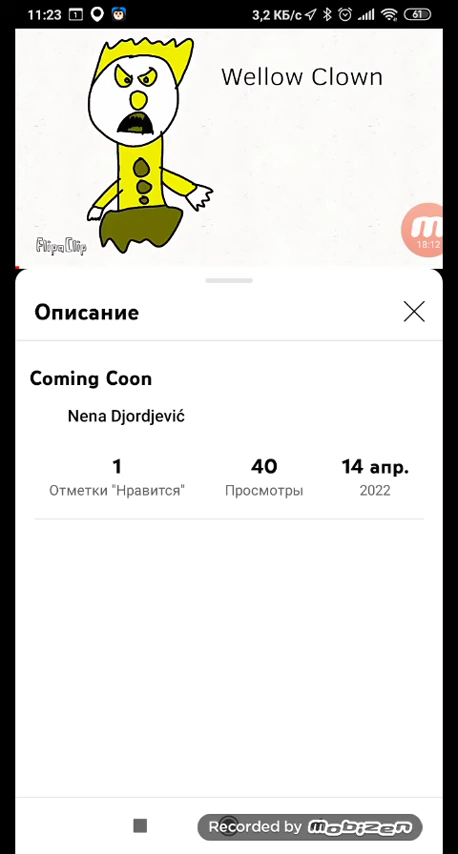 11:23 1 3,2 КБ/с 61
Wellow Clown
FlipaClip
m
18:12
Описание
Coming Coon
Nena Djordjević
1 40 14 апр.
Отметки "Нравится" Просмотры 2022
Recorded by mobizen